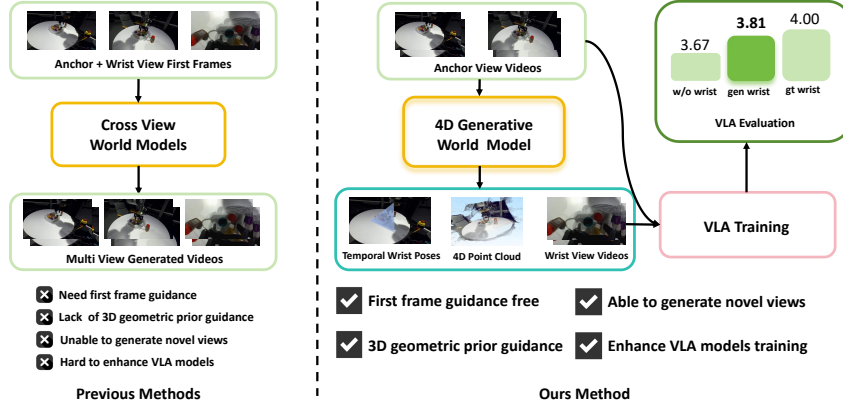 Anchor + Wrist View First Frames
Cross View
World Models
Multi View Generated Videos
Need first frame guidance
Lack of 3D geometric prior guidance
Unable to generate novel views
Hard to enhance VLA models
Previous Methods
Anchor View Videos
4D Generative
World Model
Temporal Wrist Poses
4D Point Cloud
Wrist View Videos
3.67
3.81
4.00
w/o wrist
gen wrist
gt wrist
VLA Evaluation
VLA Training
First frame guidance free
Able to generate novel views
3D geometric prior guidance
Enhance VLA models training
Ours Method